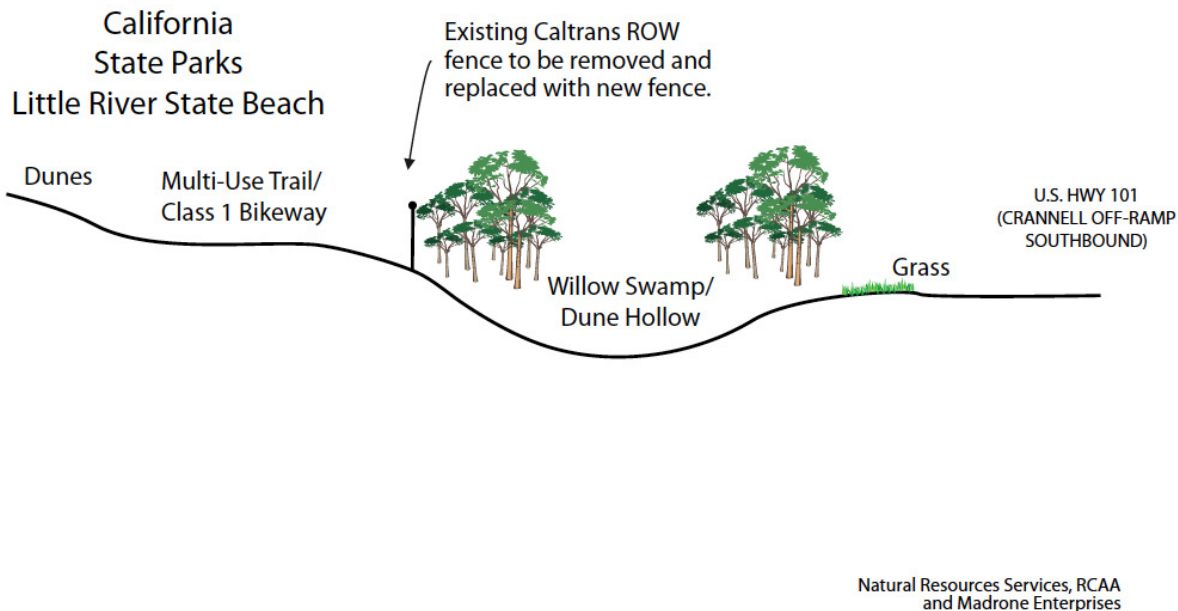 California
State Parks
Little River State Beach
Existing Caltrans ROW
fence to be removed and
replaced with new fence.
Dunes
Multi-Use Trail/
Class 1 Bikeway
U.S. HWY 101
(CRANNELL OFF-RAMP
SOUTHBOUND)
Grass
Willow Swamp/
Dune Hollow
Natural Resources Services, RCAA
and Madrone Enterprises